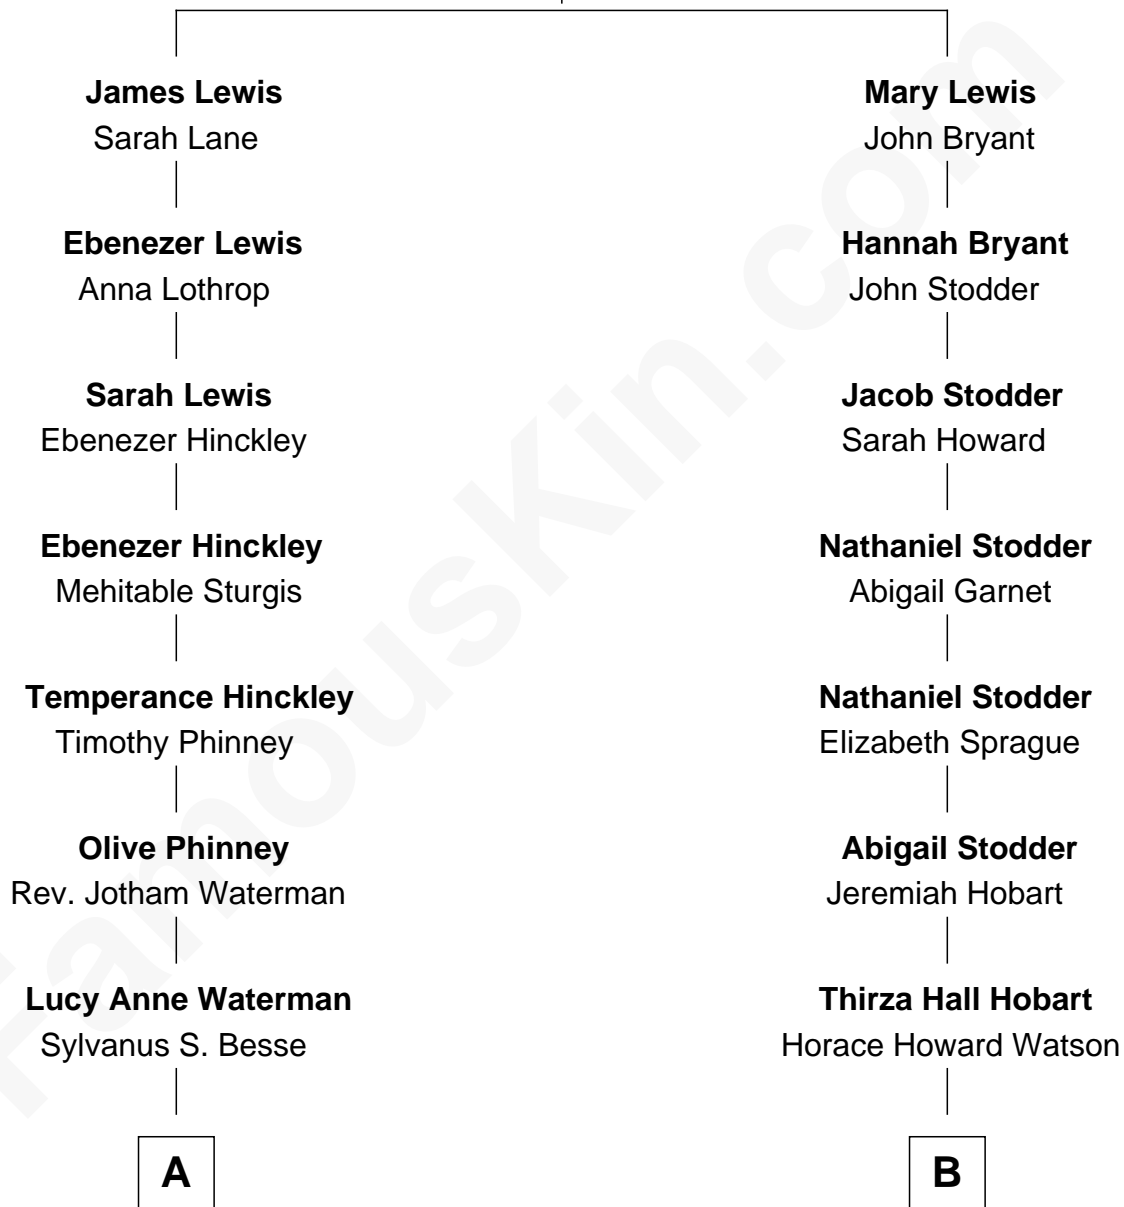 James Lewis
Sarah Lane
Mary Lewis
John Bryant
Ebenezer Lewis
Anna Lothrop
Hannah Bryant
John Stodder
Sarah Lewis
Ebenezer Hinckley
Jacob Stodder
Sarah Howard
Ebenezer Hinckley
Mehitable Sturgis
Nathaniel Stodder
Abigail Garnet
Temperance Hinckley
Timothy Phinney
Nathaniel Stodder
Elizabeth Sprague
Olive Phinney
Rev. Jotham Waterman
Abigail Stodder
Jeremiah Hobart
Lucy Anne Waterman
Sylvanus S. Besse
Thirza Hall Hobart
Horace Howard Watson
A
B
FamousKin.com